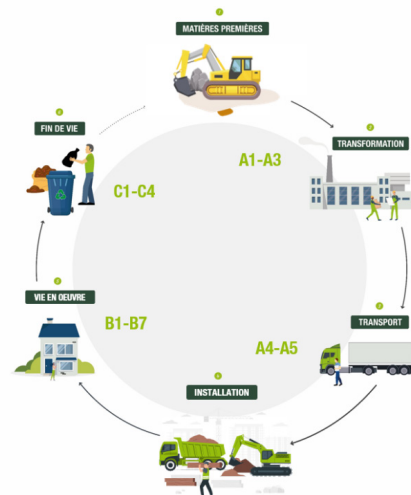 MATIÈRES PREMIÈRES
FIN DE VIE
TRANSFORMATION
A1-A3
C1-C4
VIE EN OEUVRE
B1-B7
TRANSPORT
A4-A5
INSTALLATION